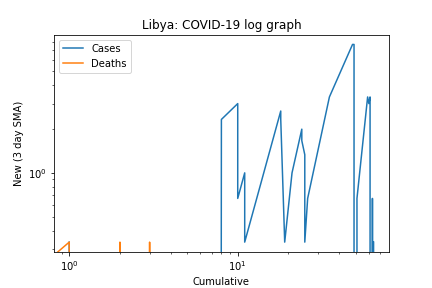 Libya: COVID-19 log graph
Cases
Deaths
New (3 day SMA)
10⁰
10⁰
10¹
Cumulative